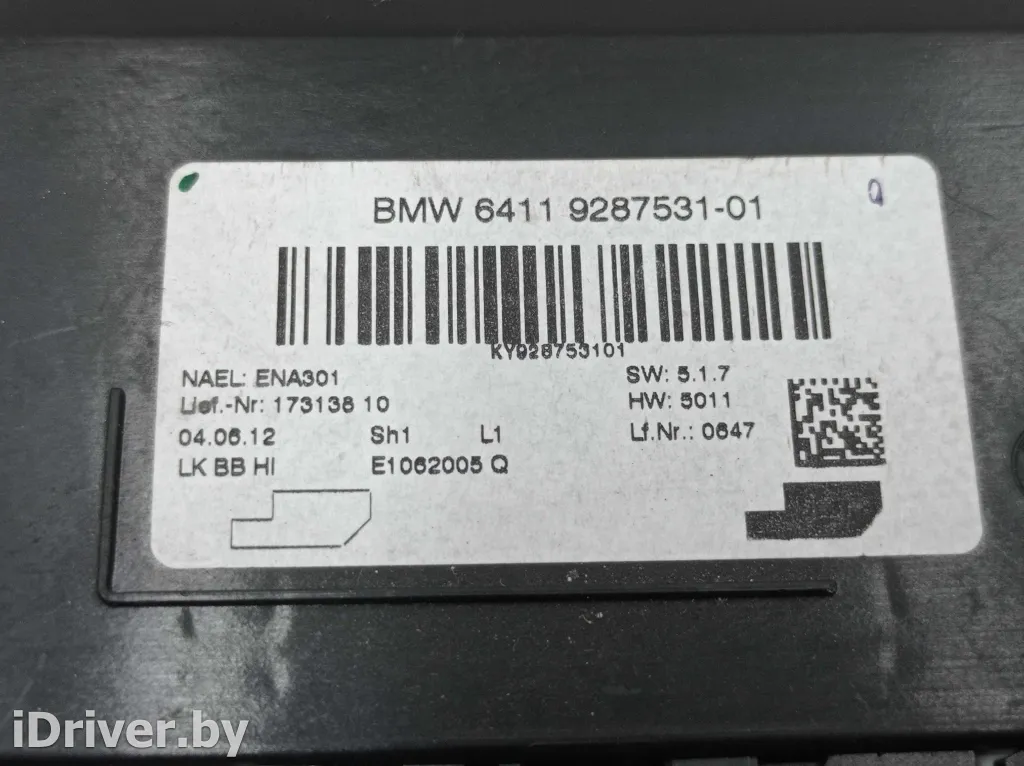 BMW 6411 9287531-01
KY928753101
NAEL: ENA301 SW: 5.1.7
Lief.-Nr: 173138 10 HW: 5011
04.06.12 Sh1 L1 Lf.Nr.: 0647
LK BB HI E1062005 Q
iDriver.by